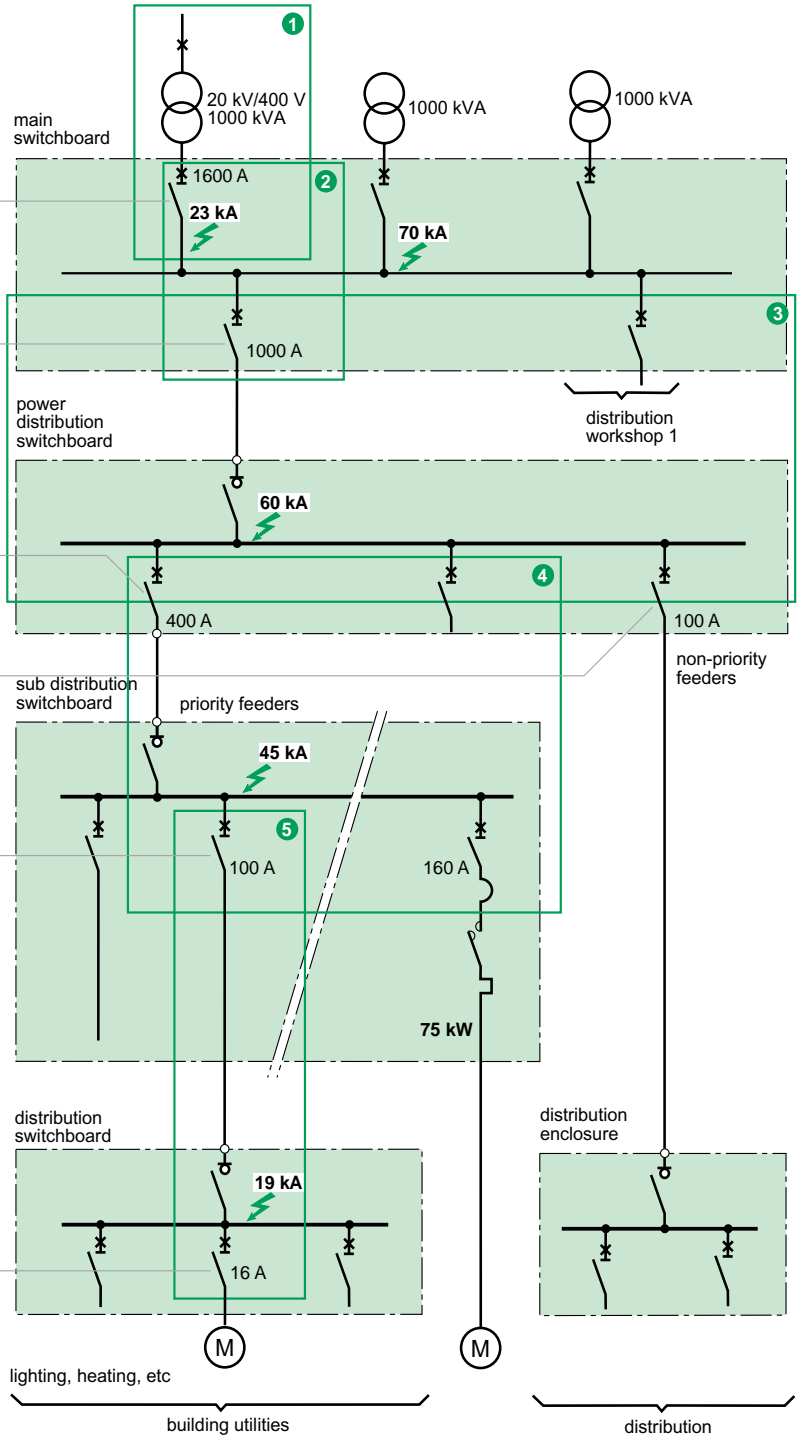 1
20 kV/400 V
1000 kVA
1000 kVA
1000 kVA
main
switchboard
1600 A
2
23 kA
70 kA
3
1000 A
power
distribution
switchboard
distribution
workshop 1
60 kA
4
400 A
100 A
non-priority
feeders
sub distribution
switchboard
priority feeders
45 kA
5
100 A
160 A
75 kW
distribution
switchboard
distribution
enclosure
19 kA
16 A
M
M
lighting, heating, etc
building utilities
distribution